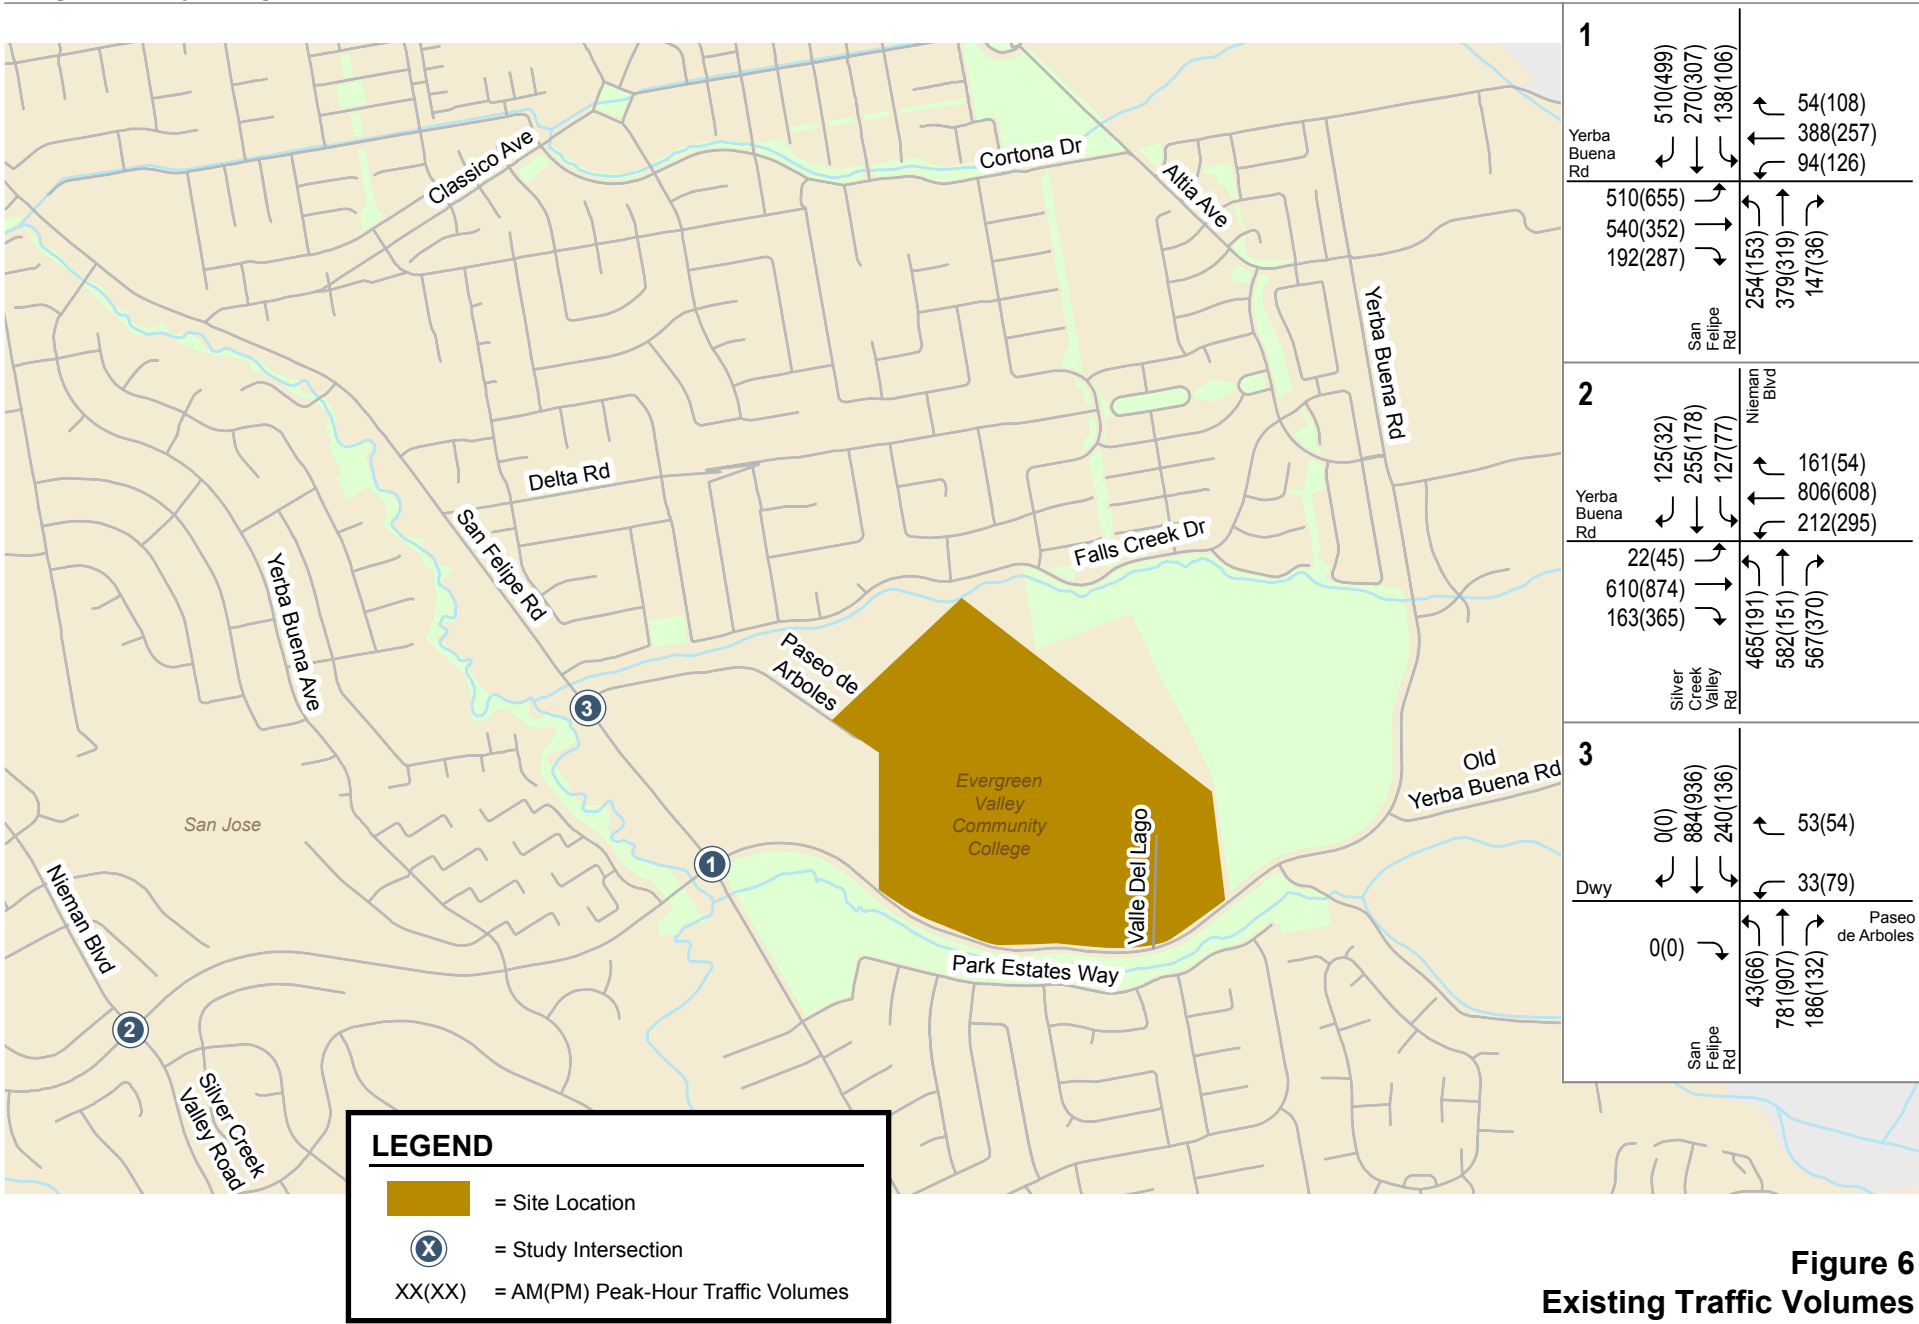 Classico Ave
Cortona Dr
Altia Ave
Yerba Buena Rd
Delta Rd
San Felipe Rd
Falls Creek Dr
Yerba Buena Ave
Paseo de
Arboles
Old
Yerba Buena Rd
Evergreen
Valley
Community
College
Valle Del Lago
San Jose
Nieman Blvd
Park Estates Way
Silver Creek
Valley Road
1
2
3
1
510(499)
270(307)
138(106)
54(108)
388(257)
94(126)
Yerba
Buena
Rd
510(655)
540(352)
192(287)
254(153)
379(319)
147(36)
San
Felipe
Rd
2
Nieman
Blvd
125(32)
255(178)
127(77)
161(54)
806(608)
212(295)
Yerba
Buena
Rd
22(45)
610(874)
163(365)
465(191)
582(151)
567(370)
Silver
Creek
Valley
Rd
3
0(0)
884(936)
240(136)
53(54)
33(79)
Dwy
Paseo
de Arboles
0(0)
43(66)
781(907)
186(132)
San
Felipe
Rd
LEGEND
= Site Location
X = Study Intersection
XX(XX) = AM(PM) Peak-Hour Traffic Volumes
Figure 6
Existing Traffic Volumes